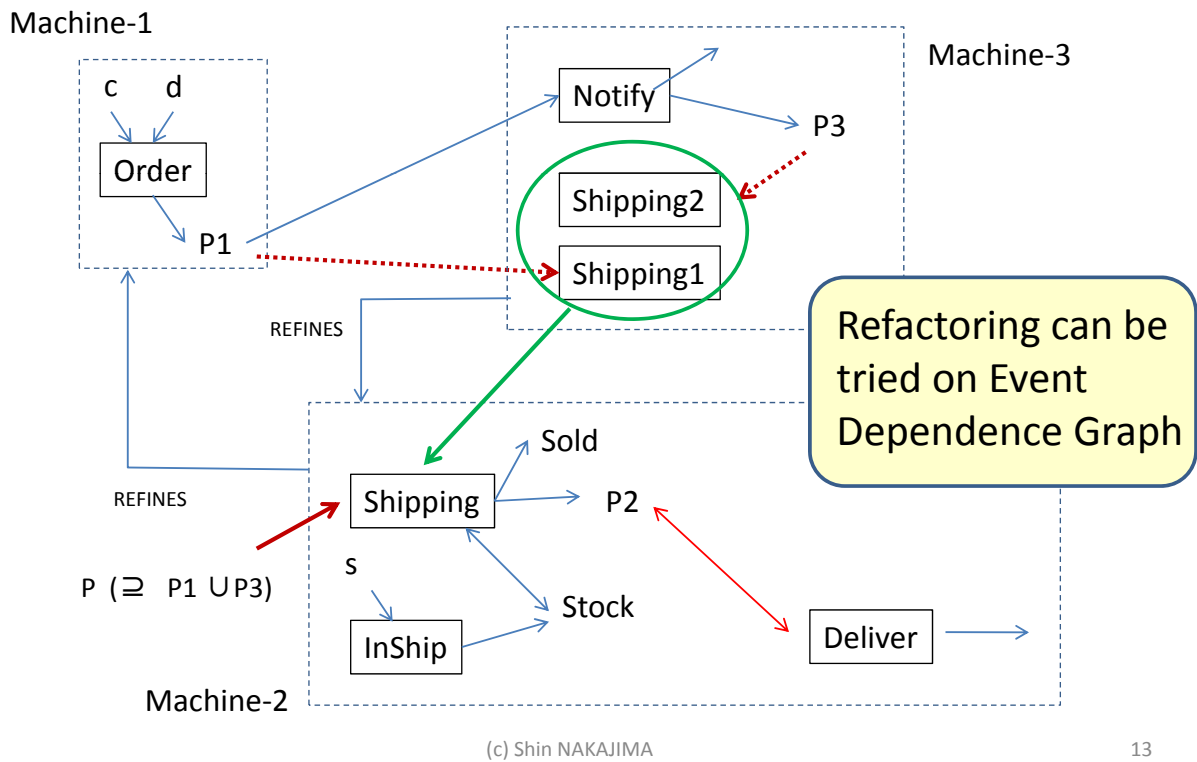 Machine-1
c d
Order
P1
Machine-3
Notify
P3
Shipping2
Shipping1
REFINES
Refactoring can be
tried on Event
Dependence Graph
REFINES
Sold
Shipping
P2
P (⊇ P1 ∪P3)
s
Stock
InShip
Deliver
Machine-2
(c) Shin NAKAJIMA
13